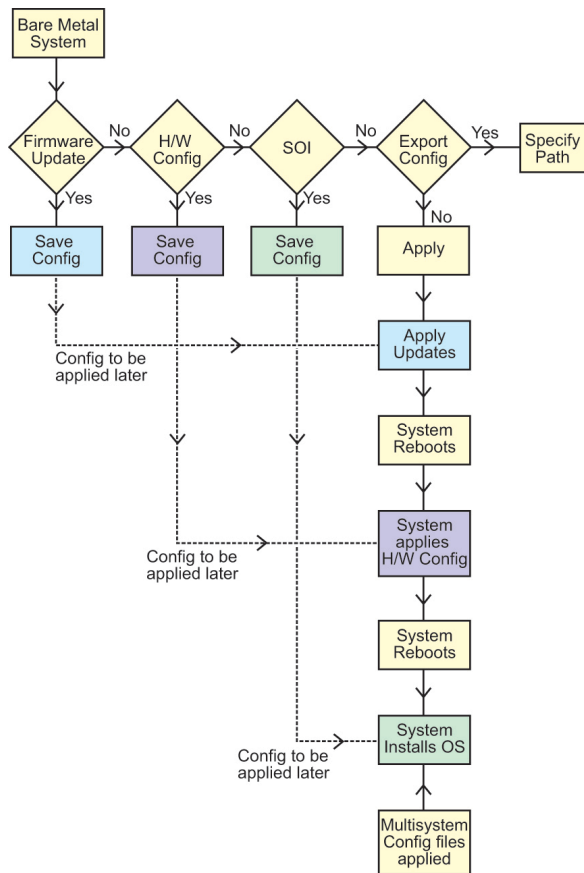 Bare Metal
System
Firmware
Update
No
H/W
Config
No
SOI
No
Export
Config
Yes
Specify
Path
Yes
Yes
Yes
No
Save
Config
Save
Config
Save
Config
Apply
Config to be
applied later
Apply
Updates
System
Reboots
Config to be
applied later
System
applies
H/W Config
System
Reboots
Config to be
applied later
System
Installs OS
Multisystem
Config files
applied